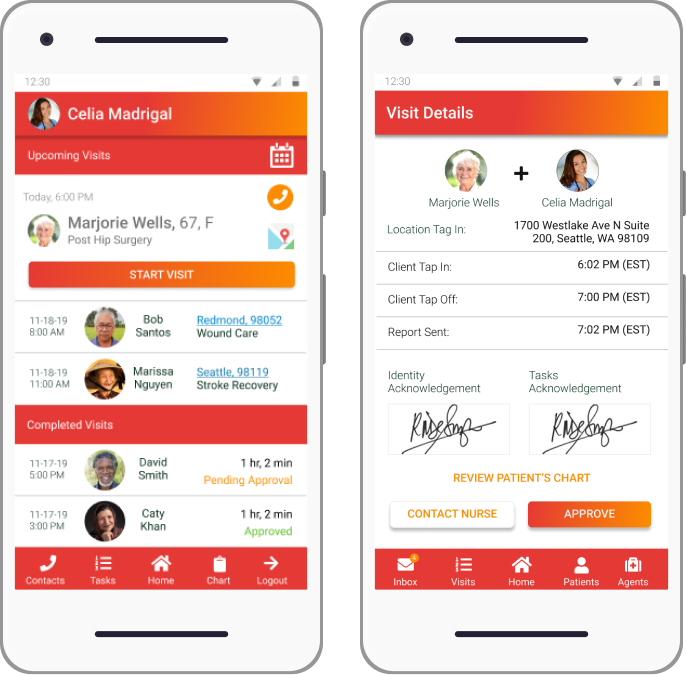 12:30
Celia Madrigal
Upcoming Visits
Today, 6:00 PM
Marjorie Wells, 67, F
Post Hip Surgery
START VISIT
11-18-19
8:00 AM
Bob
Santos
Redmond, 98052
Wound Care
11-18-19
11:00 AM
Marissa
Nguyen
Seattle, 98119
Stroke Recovery
Completed Visits
11-17-19
5:00 PM
David
Smith
1 hr, 2 min
Pending Approval
11-17-19
3:00 PM
Caty
Khan
1 hr, 2 min
Approved
Contacts
Tasks
Home
Chart
Logout
12:30
Visit Details
Marjorie Wells
Celia Madrigal
Location Tag In:
1700 Westlake Ave N Suite
200, Seattle, WA 98109
Client Tap In:
6:02 PM (EST)
Client Tap Off:
7:00 PM (EST)
Report Sent:
7:02 PM (EST)
Identity
Acknowledgement
Tasks
Acknowledgement
REVIEW PATIENT'S CHART
CONTACT NURSE
APPROVE
4
Inbox
Visits
Home
Patients
Agents